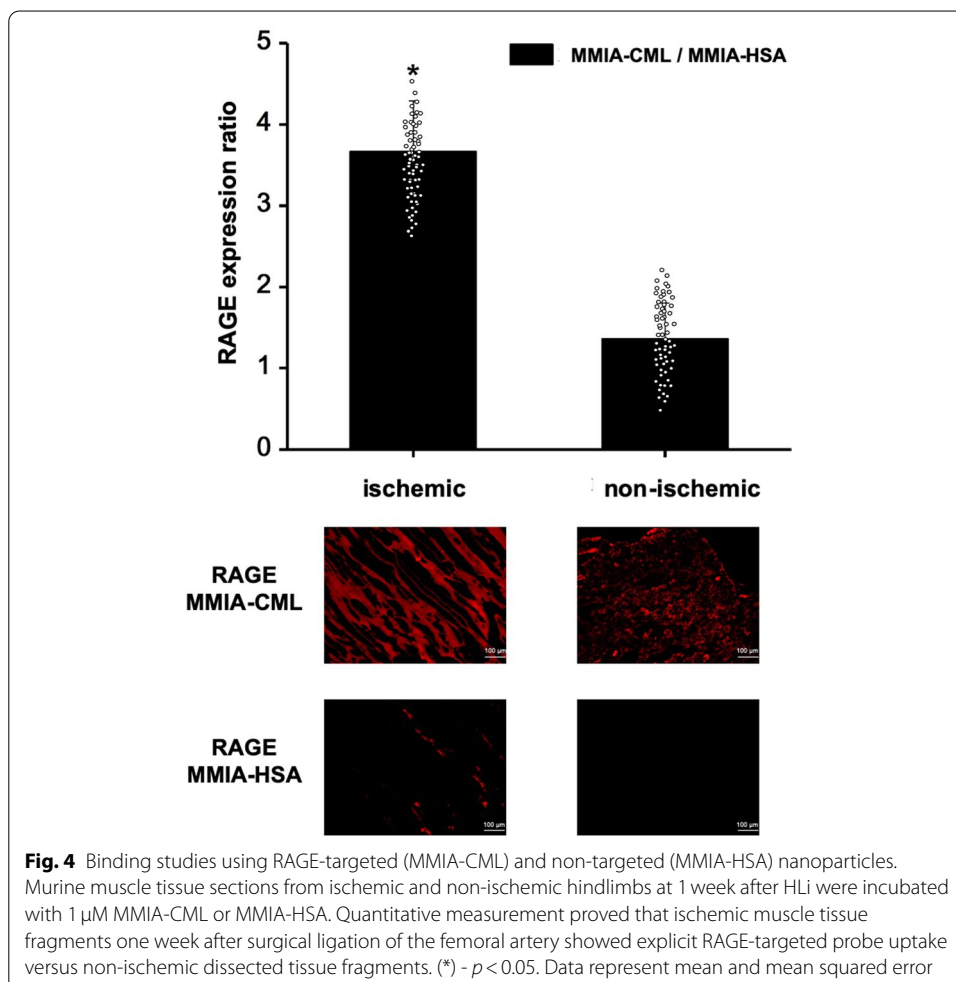 5
MMIA-CML / MMIA-HSA
*
4
3
2
1
0
RAGE expression ratio
ischemic
non-ischemic
RAGE
MMIA-CML
100 µm
100 µm
RAGE
MMIA-HSA
100 µm
100 µm
Fig. 4 Binding studies using RAGE-targeted (MMIA-CML) and non-targeted (MMIA-HSA) nanoparticles.
Murine muscle tissue sections from ischemic and non-ischemic hindlimbs at 1 week after HLi were incubated
with 1 µM MMIA-CML or MMIA-HSA. Quantitative measurement proved that ischemic muscle tissue
fragments one week after surgical ligation of the femoral artery showed explicit RAGE-targeted probe uptake
versus non-ischemic dissected tissue fragments. (*) - p < 0.05. Data represent mean and mean squared error